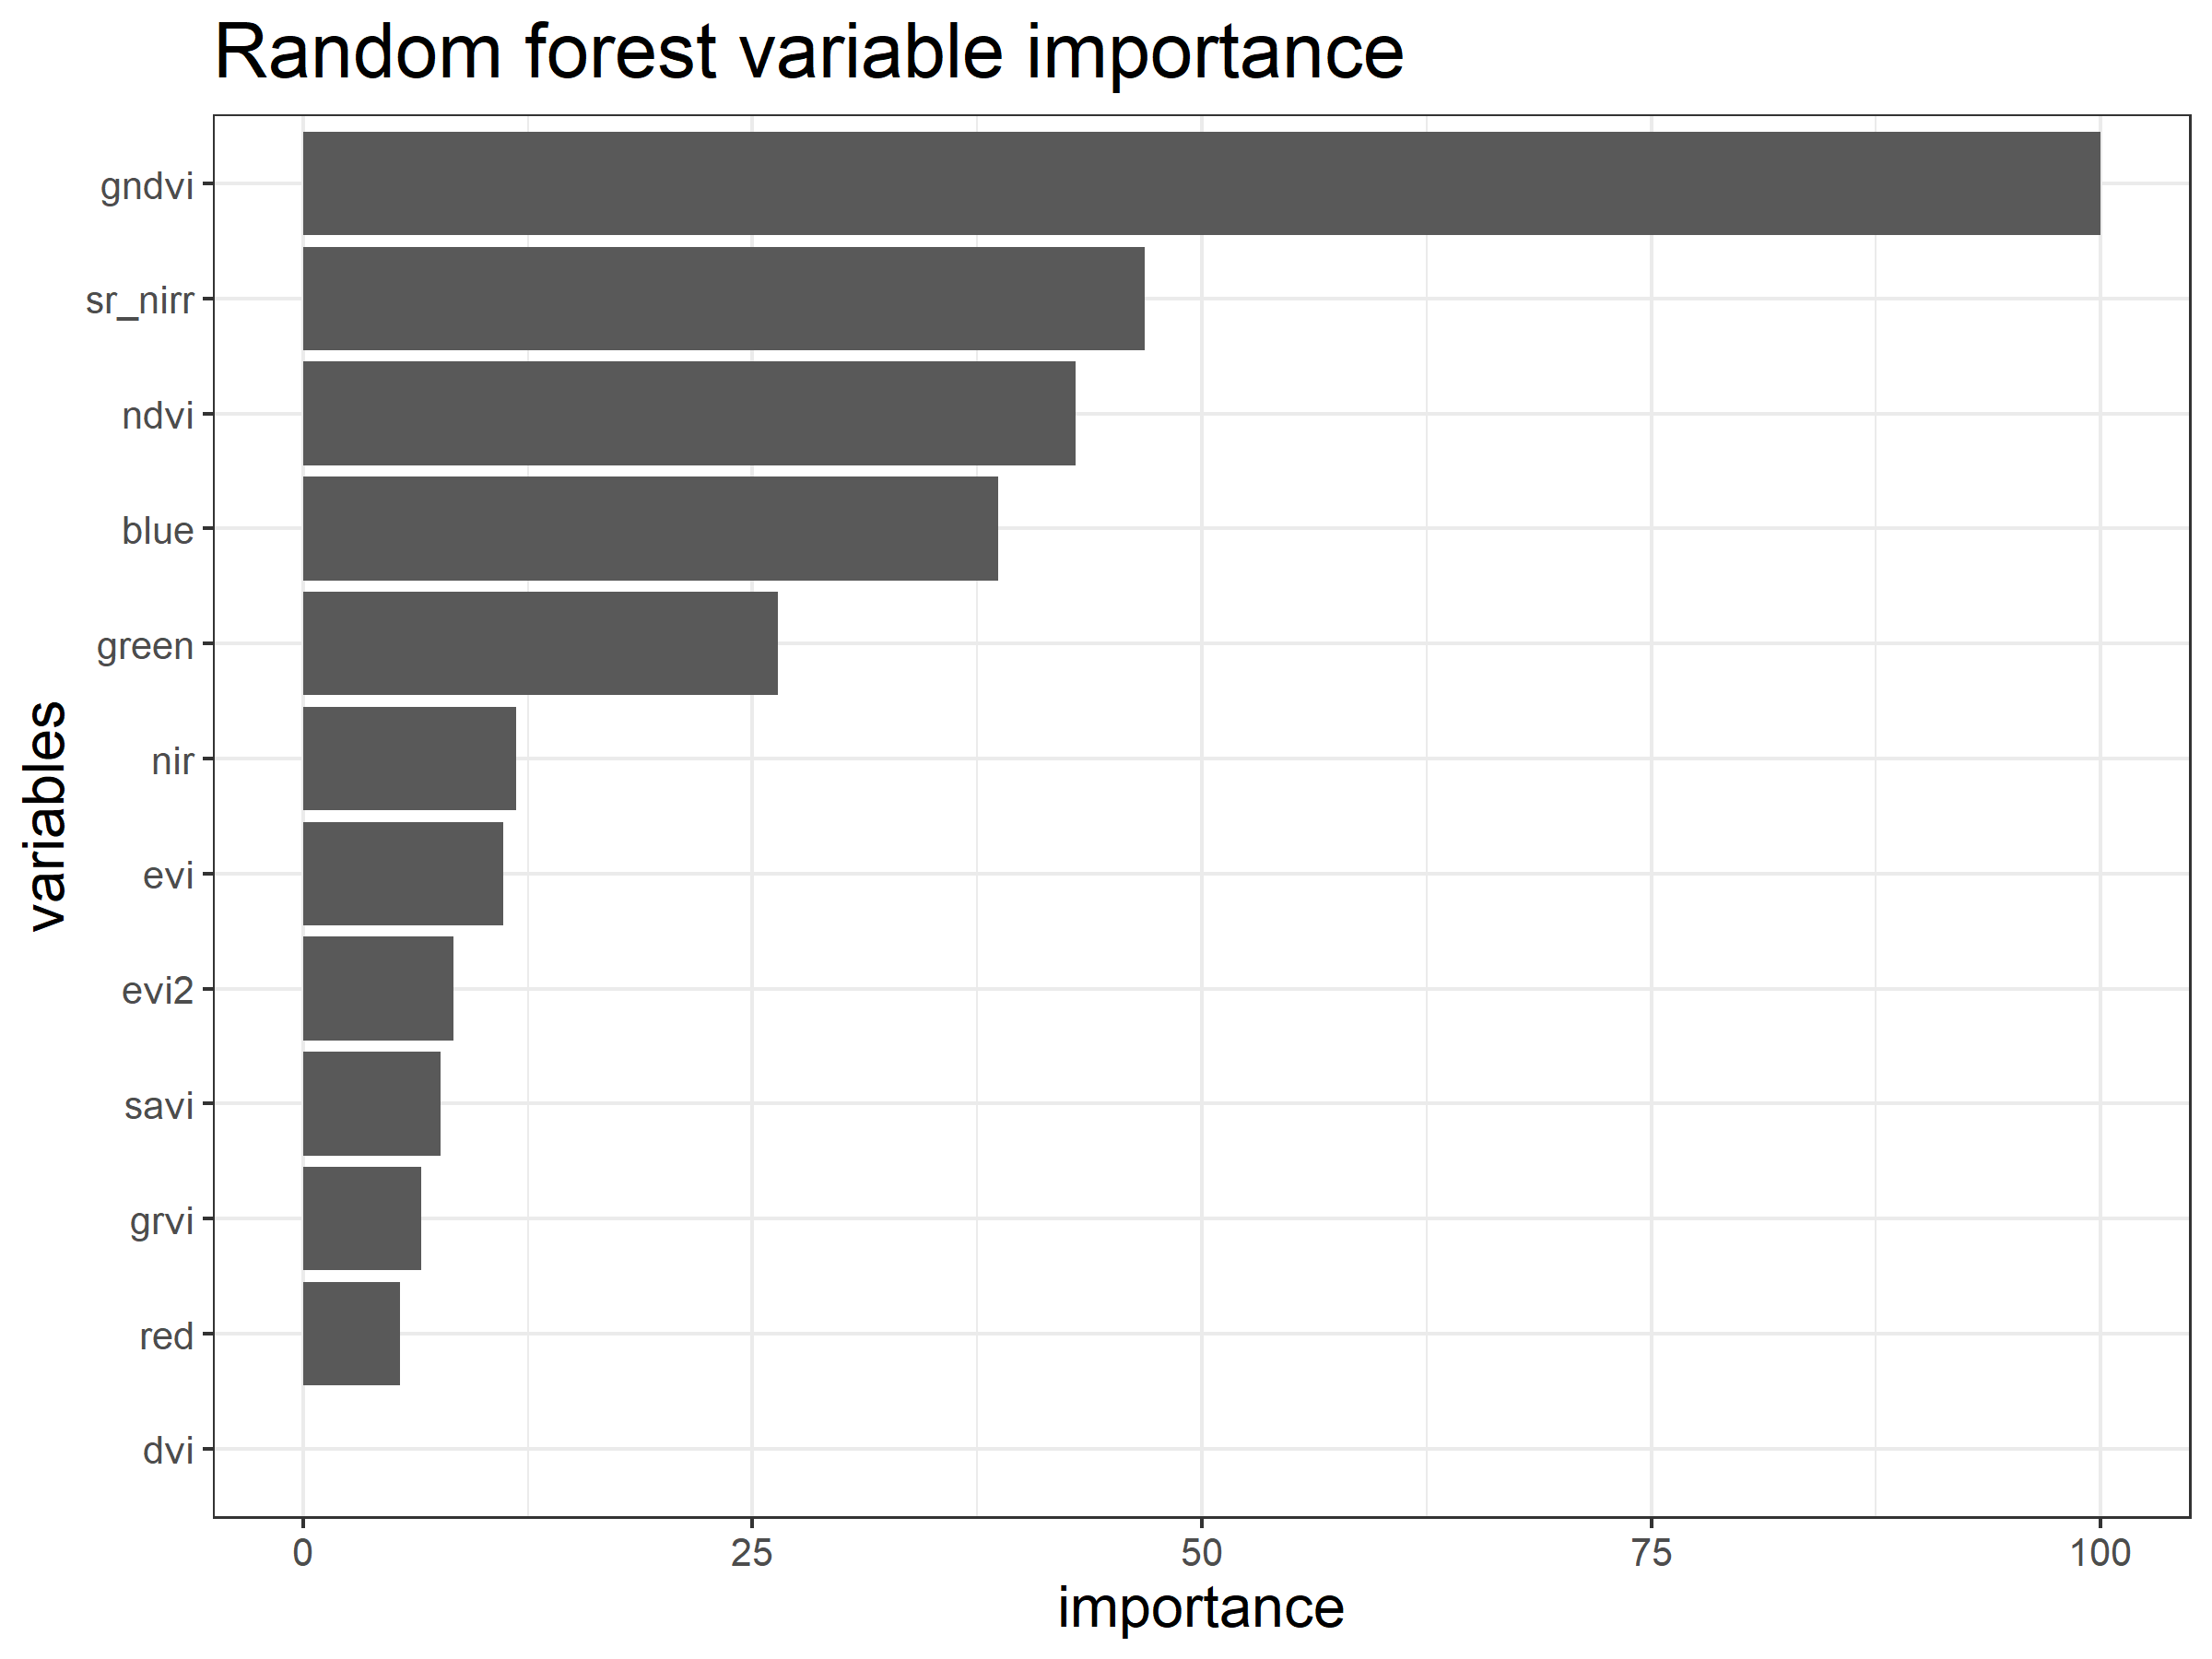 Random forest variable importance
gndvi
sr_nirr
ndvi
blue
green
nir
evi
evi2
savi
grvi
red
dvi
variables
0 25 50 75 100
importance